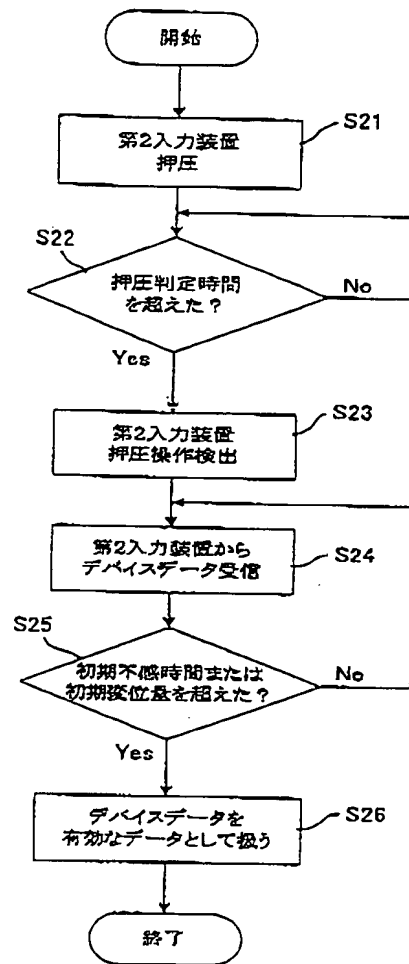 開始
S21
第2入力装置
押圧
S22
押圧判定時間
を超えた？
No
Yes
S23
第2入力装置
押圧操作検出
第2入力装置から
デバイスデータ受信
S24
S25
初期不感時間または
初期変位量を超えた？
No
Yes
デバイスデータを
有効なデータとして扱う
S26
終了